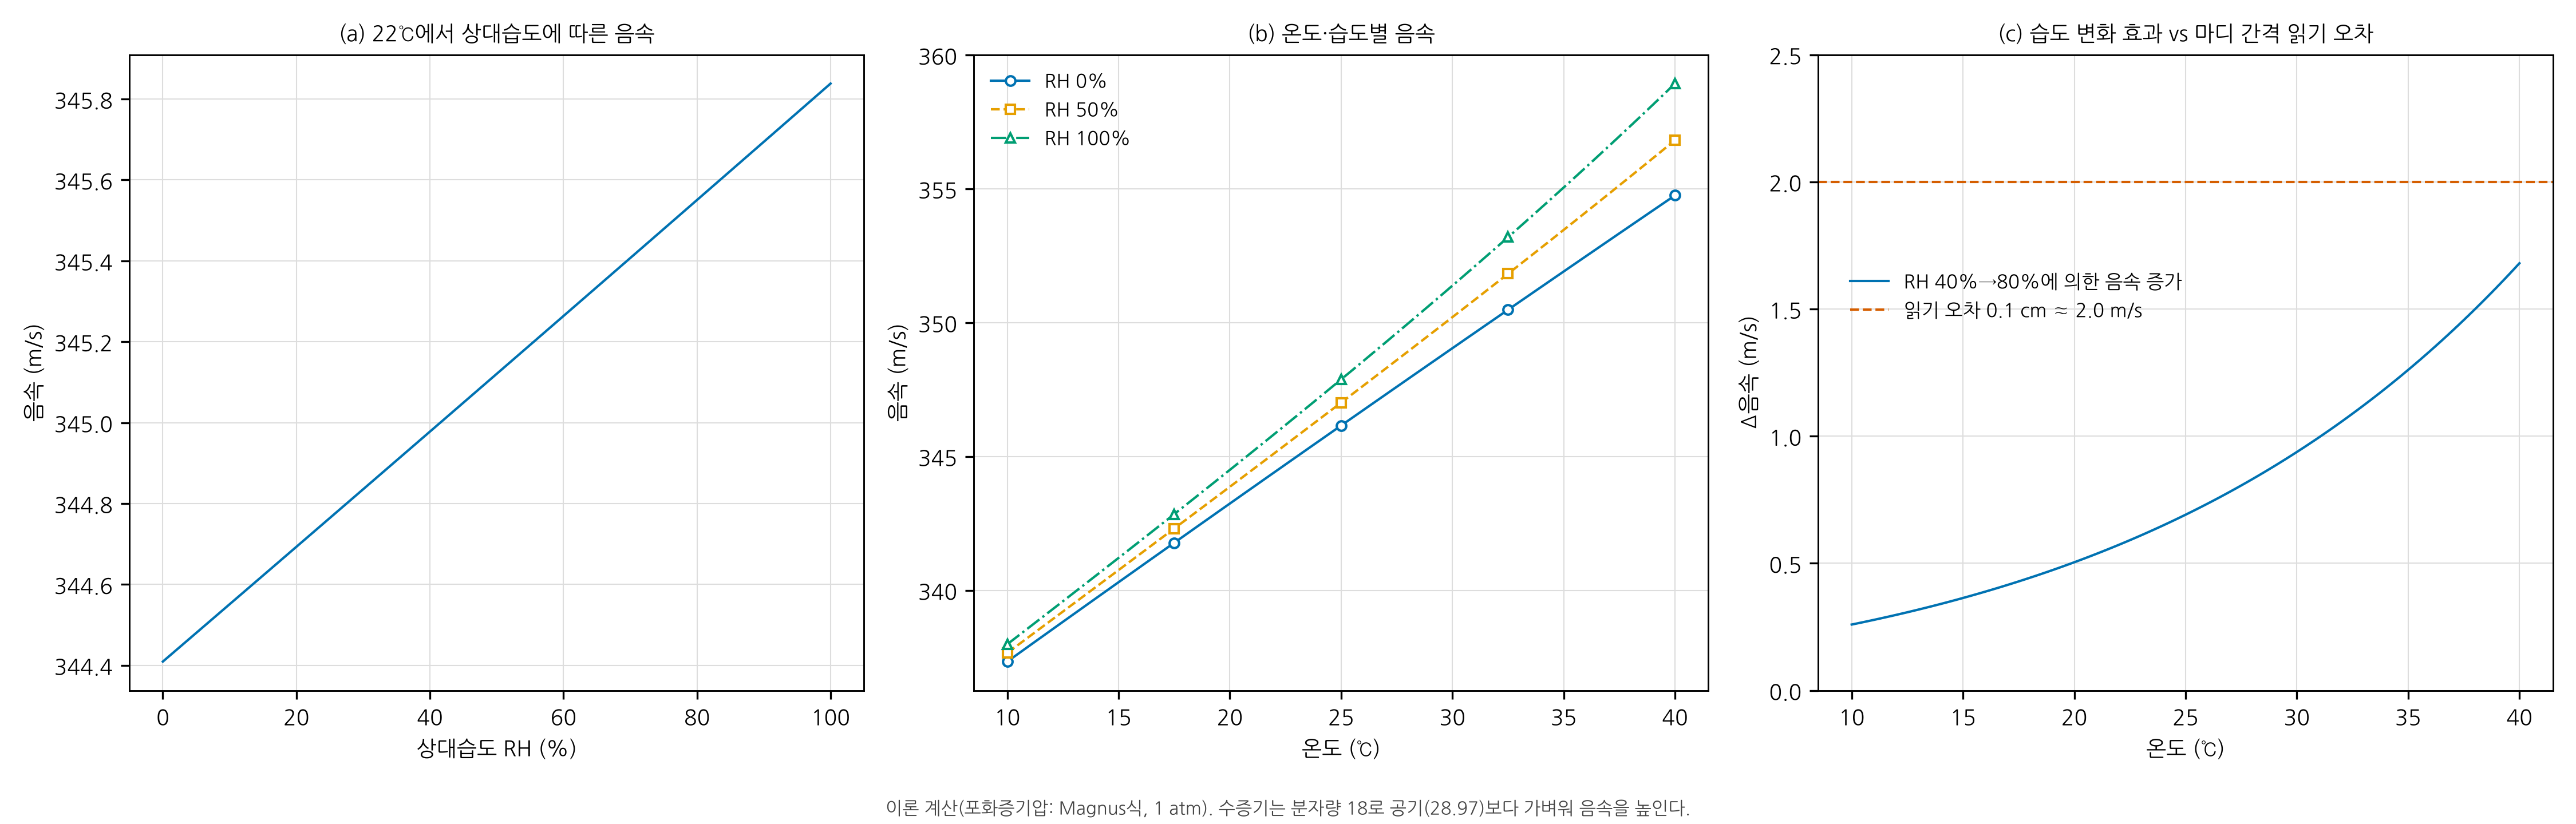 (a) 22℃에서 상대습도에 따른 음속
345.8
345.6
345.4
345.2
345.0
344.8
344.6
344.4
음속 (m/s)
0 20 40 60 80 100
상대습도 RH (%)
(b) 온도·습도별 음속
RH 0%
RH 50%
RH 100%
360
355
350
345
340
음속 (m/s)
10 15 20 25 30 35 40
온도 (℃)
(c) 습도 변화 효과 vs 마디 간격 읽기 오차
2.5
2.0
1.5
1.0
0.5
0.0
Δ음속 (m/s)
RH 40%→80%에 의한 음속 증가
읽기 오차 0.1 cm ≈ 2.0 m/s
10 15 20 25 30 35 40
온도 (℃)
이론 계산(포화증기압: Magnus식, 1 atm). 수증기는 분자량 18로 공기(28.97)보다 가벼워 음속을 높인다.